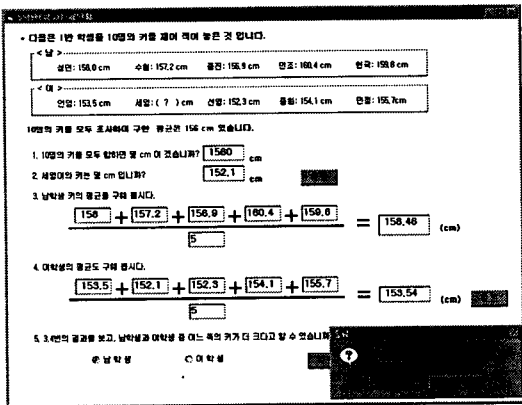 • 다음은 1반 학생들 10명의 키를 재어 적어 놓은 것 입니다.
< 남 >
성민: 158,0 cm 수철: 157,2 cm 용진: 156,9 cm 민조: 160,4 cm 현국: 159,8 cm
< 여 >
인영: 153,5 cm 세영: ( ? ) cm 선영: 152,3 cm 중화: 154,1 cm 민정: 155,7cm
10명의 키를 모두 조사하여 구한 평균은 156 cm 였습니다.
1. 10명의 키를 모두 합하면 몇 cm 이 겠습니까? 1560 cm
2. 세영이의 키는 몇 cm 입니까? 152,1 cm
3. 남학생 키의 평균을 구해 봅시다.
158 + 157,2 + 156,9 + 160,4 + 159,8 = 158,46 (cm)
5
4. 여학생의 평균도 구해 봅시다.
153,5 + 152,1 + 152,3 + 154,1 + 155,7 = 153,54 (cm)
5
5. 3,4번의 결과를 보고, 남학생과 여학생 중 어느 쪽의 키가 더 크다고 할 수 있습니까
남 학 생 여 학 생
?